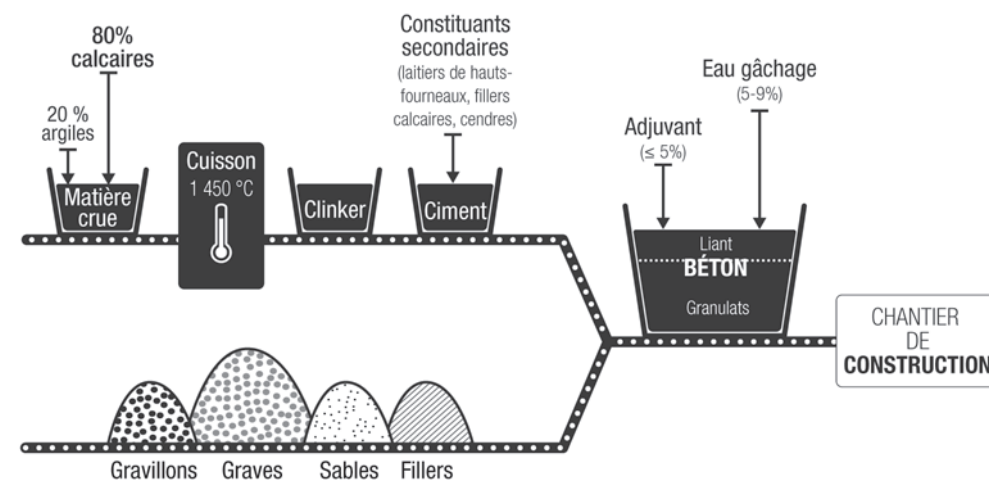 80%
calcaires
20 %
argiles
Matière
crue
Cuisson
1 450 °C
Clinker
Constituants
secondaires
(laitiers de hauts-
fourneaux, fillers
calcaires, cendres)
Ciment
Adjuvant
(≤ 5%)
Eau gâchage
(5-9%)
Liant
BÉTON
Granulats
CHANTIER
DE
CONSTRUCTION
Gravillons
Graves
Sables
Fillers